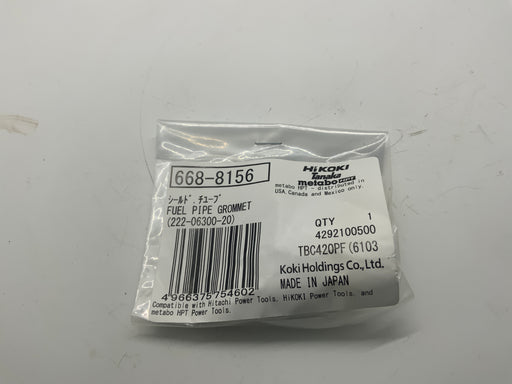 668-8156
シールド. チューブ
FUEL PIPE GROMMET
(222-06300-20)
4966375754602
Compatible with Hitachi Power Tools, HiKOKI Power Tools, and
metabo HPT Power Tools.
HiKOKI
Tanaka
metabo HPT
metabo HPT - distributed in
USA, Canada and Mexico only.
QTY 1
4292100500
TBC420PF(6103
Koki Holdings Co., Ltd.
MADE IN JAPAN